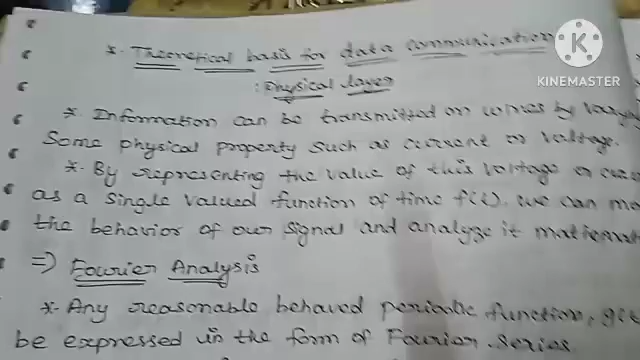 *. Theoretical basis for data communication
: Physical layer
* Information can be transmitted on wires by
Some physical property such as current or voltage.
* By representing the value of this voltage or
as a single valued function of time f(t), we can
the behavior of our signal and analyze it
=) Fourier Analysis
*. Any reasonable behaved periodic function,
be expressed in the form of Fourier series.
K
KINEMASTER